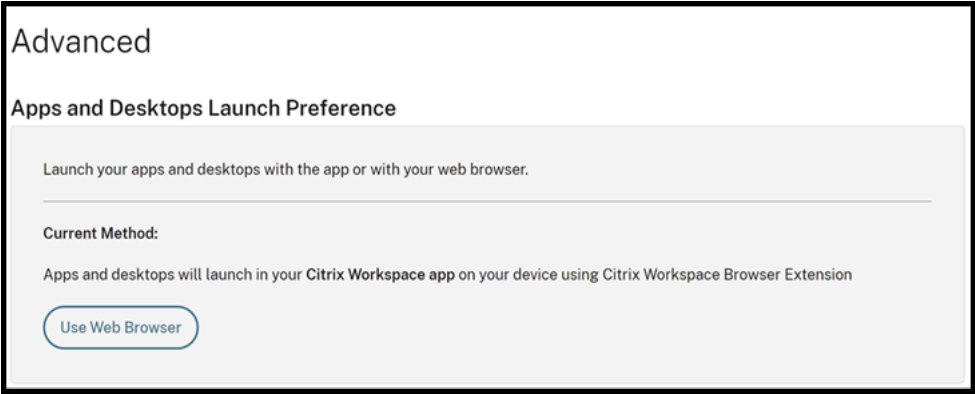 Advanced
Apps and Desktops Launch Preference
Launch your apps and desktops with the app or with your web browser.
Current Method:
Apps and desktops will launch in your Citrix Workspace app on your device using Citrix Workspace Browser Extension
Use Web Browser